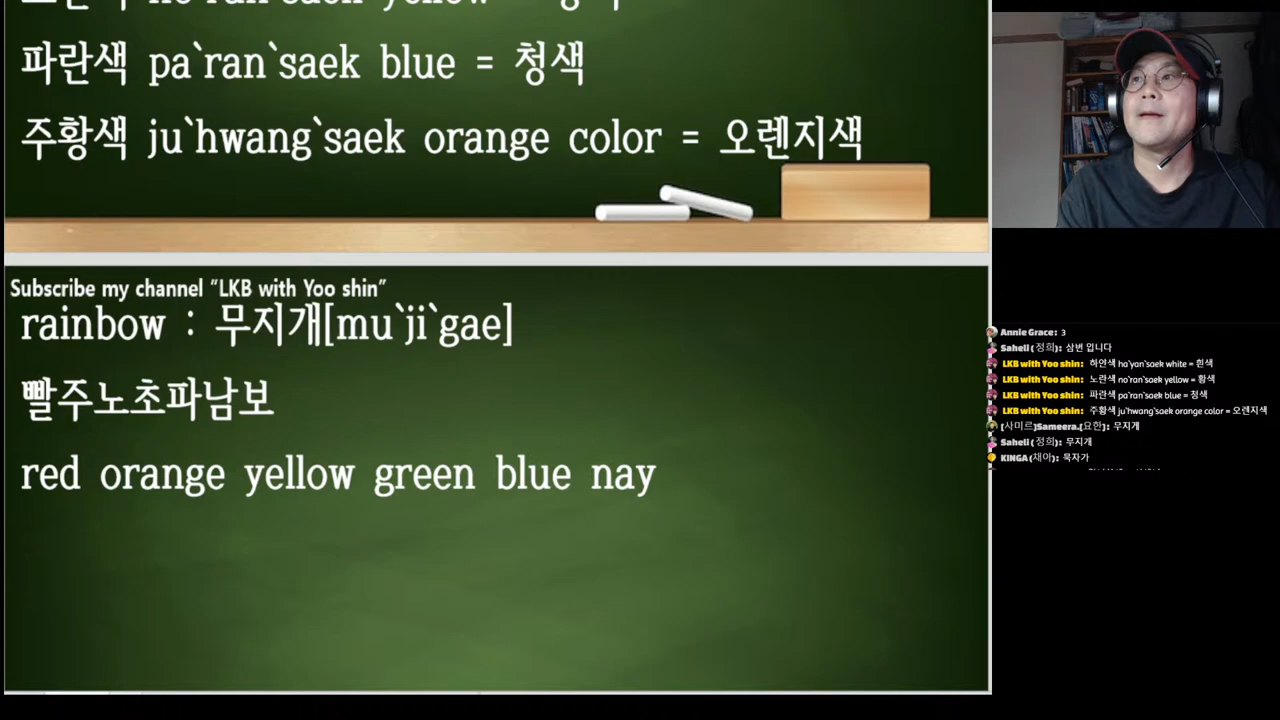 파란색 pa`ran`saek blue = 청색
주황색 ju`hwang`saek orange color = 오렌지색
Subscribe my channel "LKB with Yoo shin"
rainbow : 무지개[mu`ji`gae]
빨주노초파남보
red orange yellow green blue nay
Annie Grace: 3
Saheli (정희): 삼번 입니다
LKB with Yoo shin: 하얀색 ha`yan`saek white = 흰색
LKB with Yoo shin: 노란색 no`ran`saek yellow = 황색
LKB with Yoo shin: 파란색 pa`ran`saek blue = 청색
LKB with Yoo shin: 주황색 ju`hwang`saek orange color = 오렌지색
[사미르]Sameera.[요한]: 무지개
Saheli (정희): 무지개
KINGA (채아): 묵자가